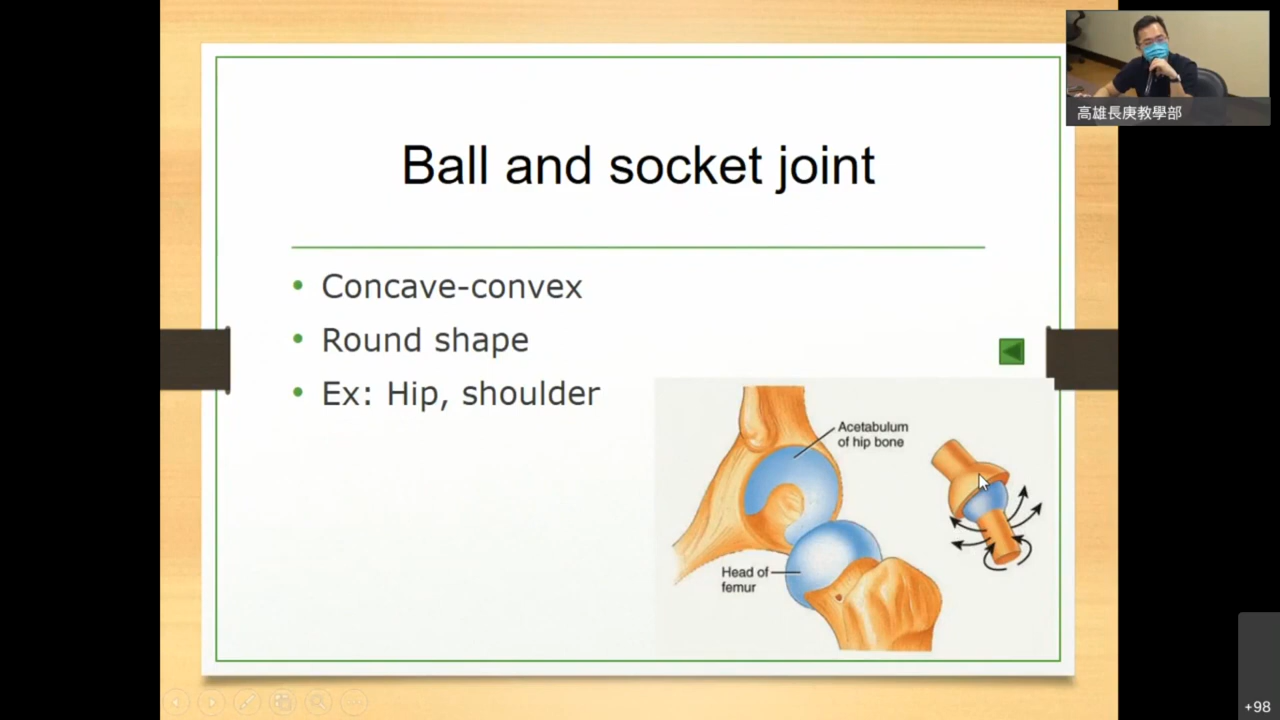 高雄長庚教學部
Ball and socket joint
• Concave-convex
• Round shape
• Ex: Hip, shoulder
Acetabulum
of hip bone
Head of
femur
+98